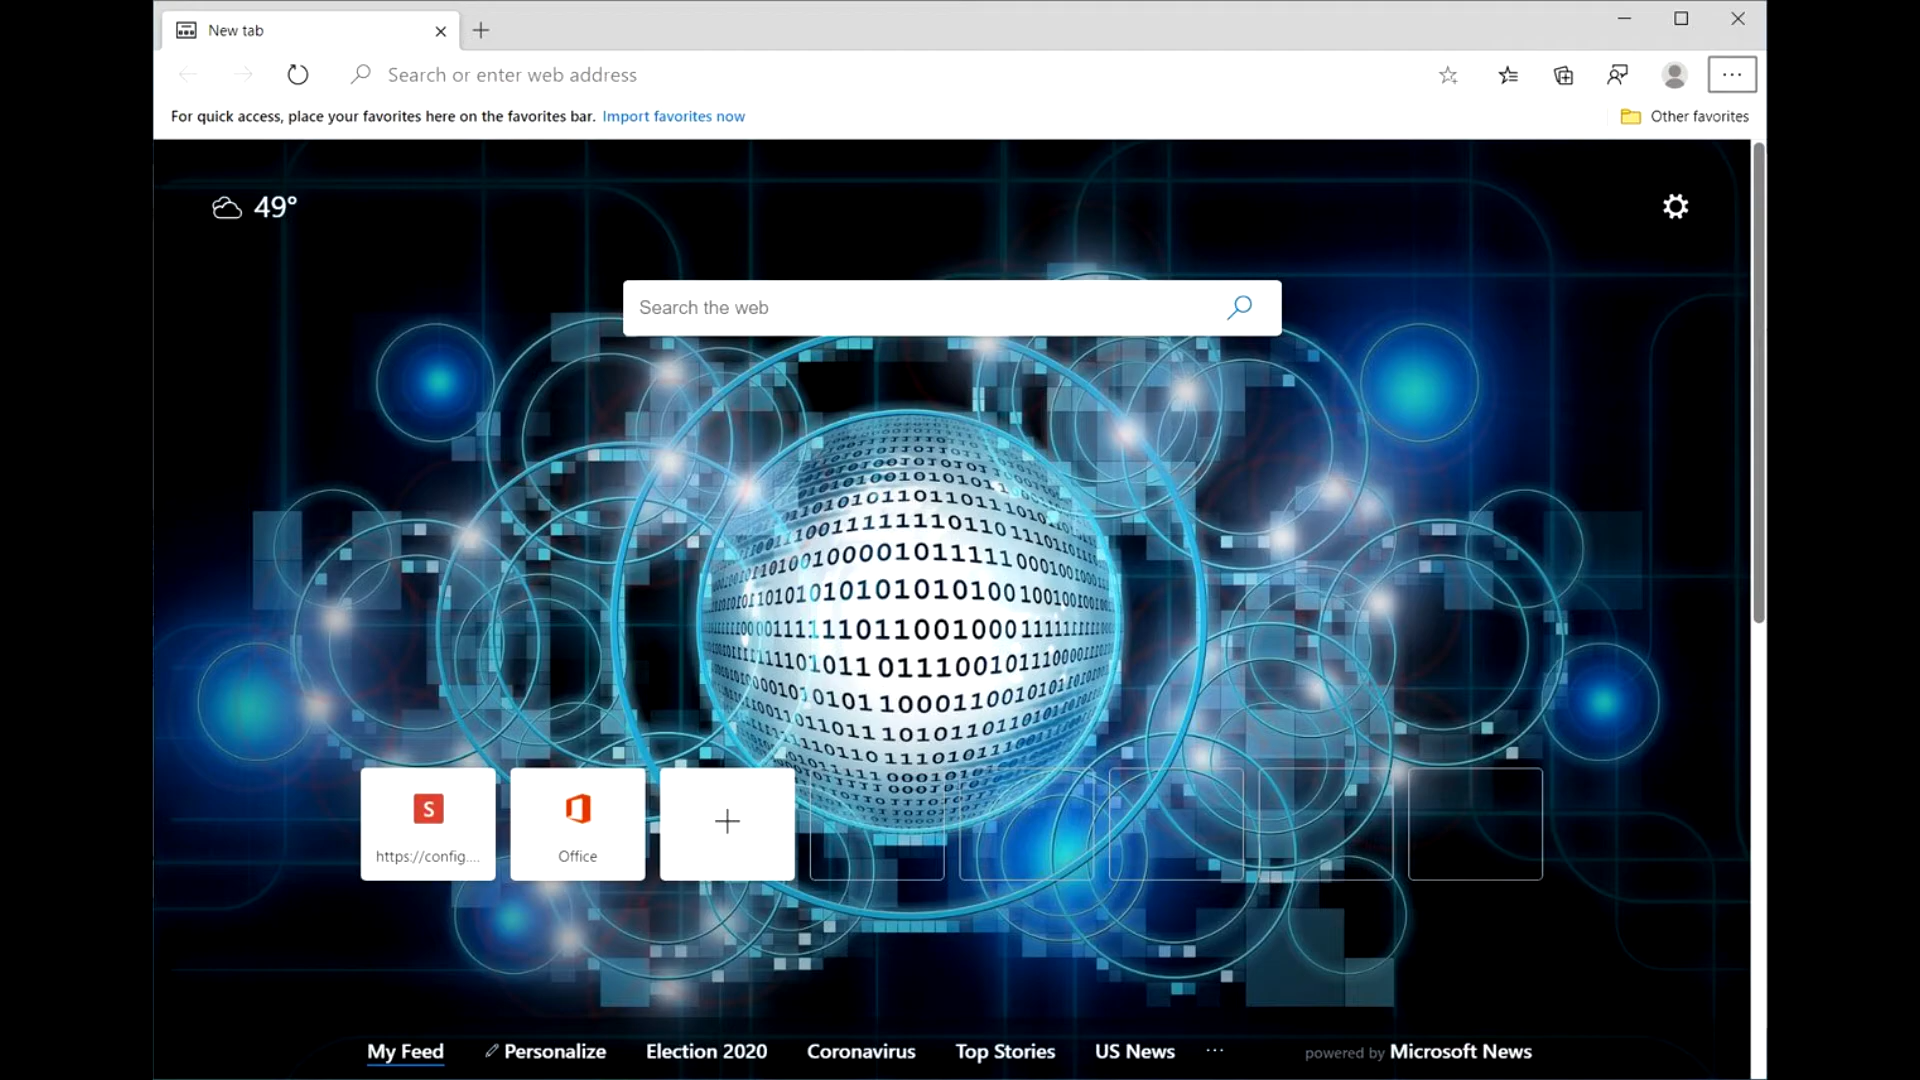 New tab
Search or enter web address
For quick access, place your favorites here on the favorites bar. Import favorites now
Other favorites
49°
Search the web
S
https://config....
Office
My Feed
Personalize
Election 2020
Coronavirus
Top Stories
US News
powered by Microsoft News